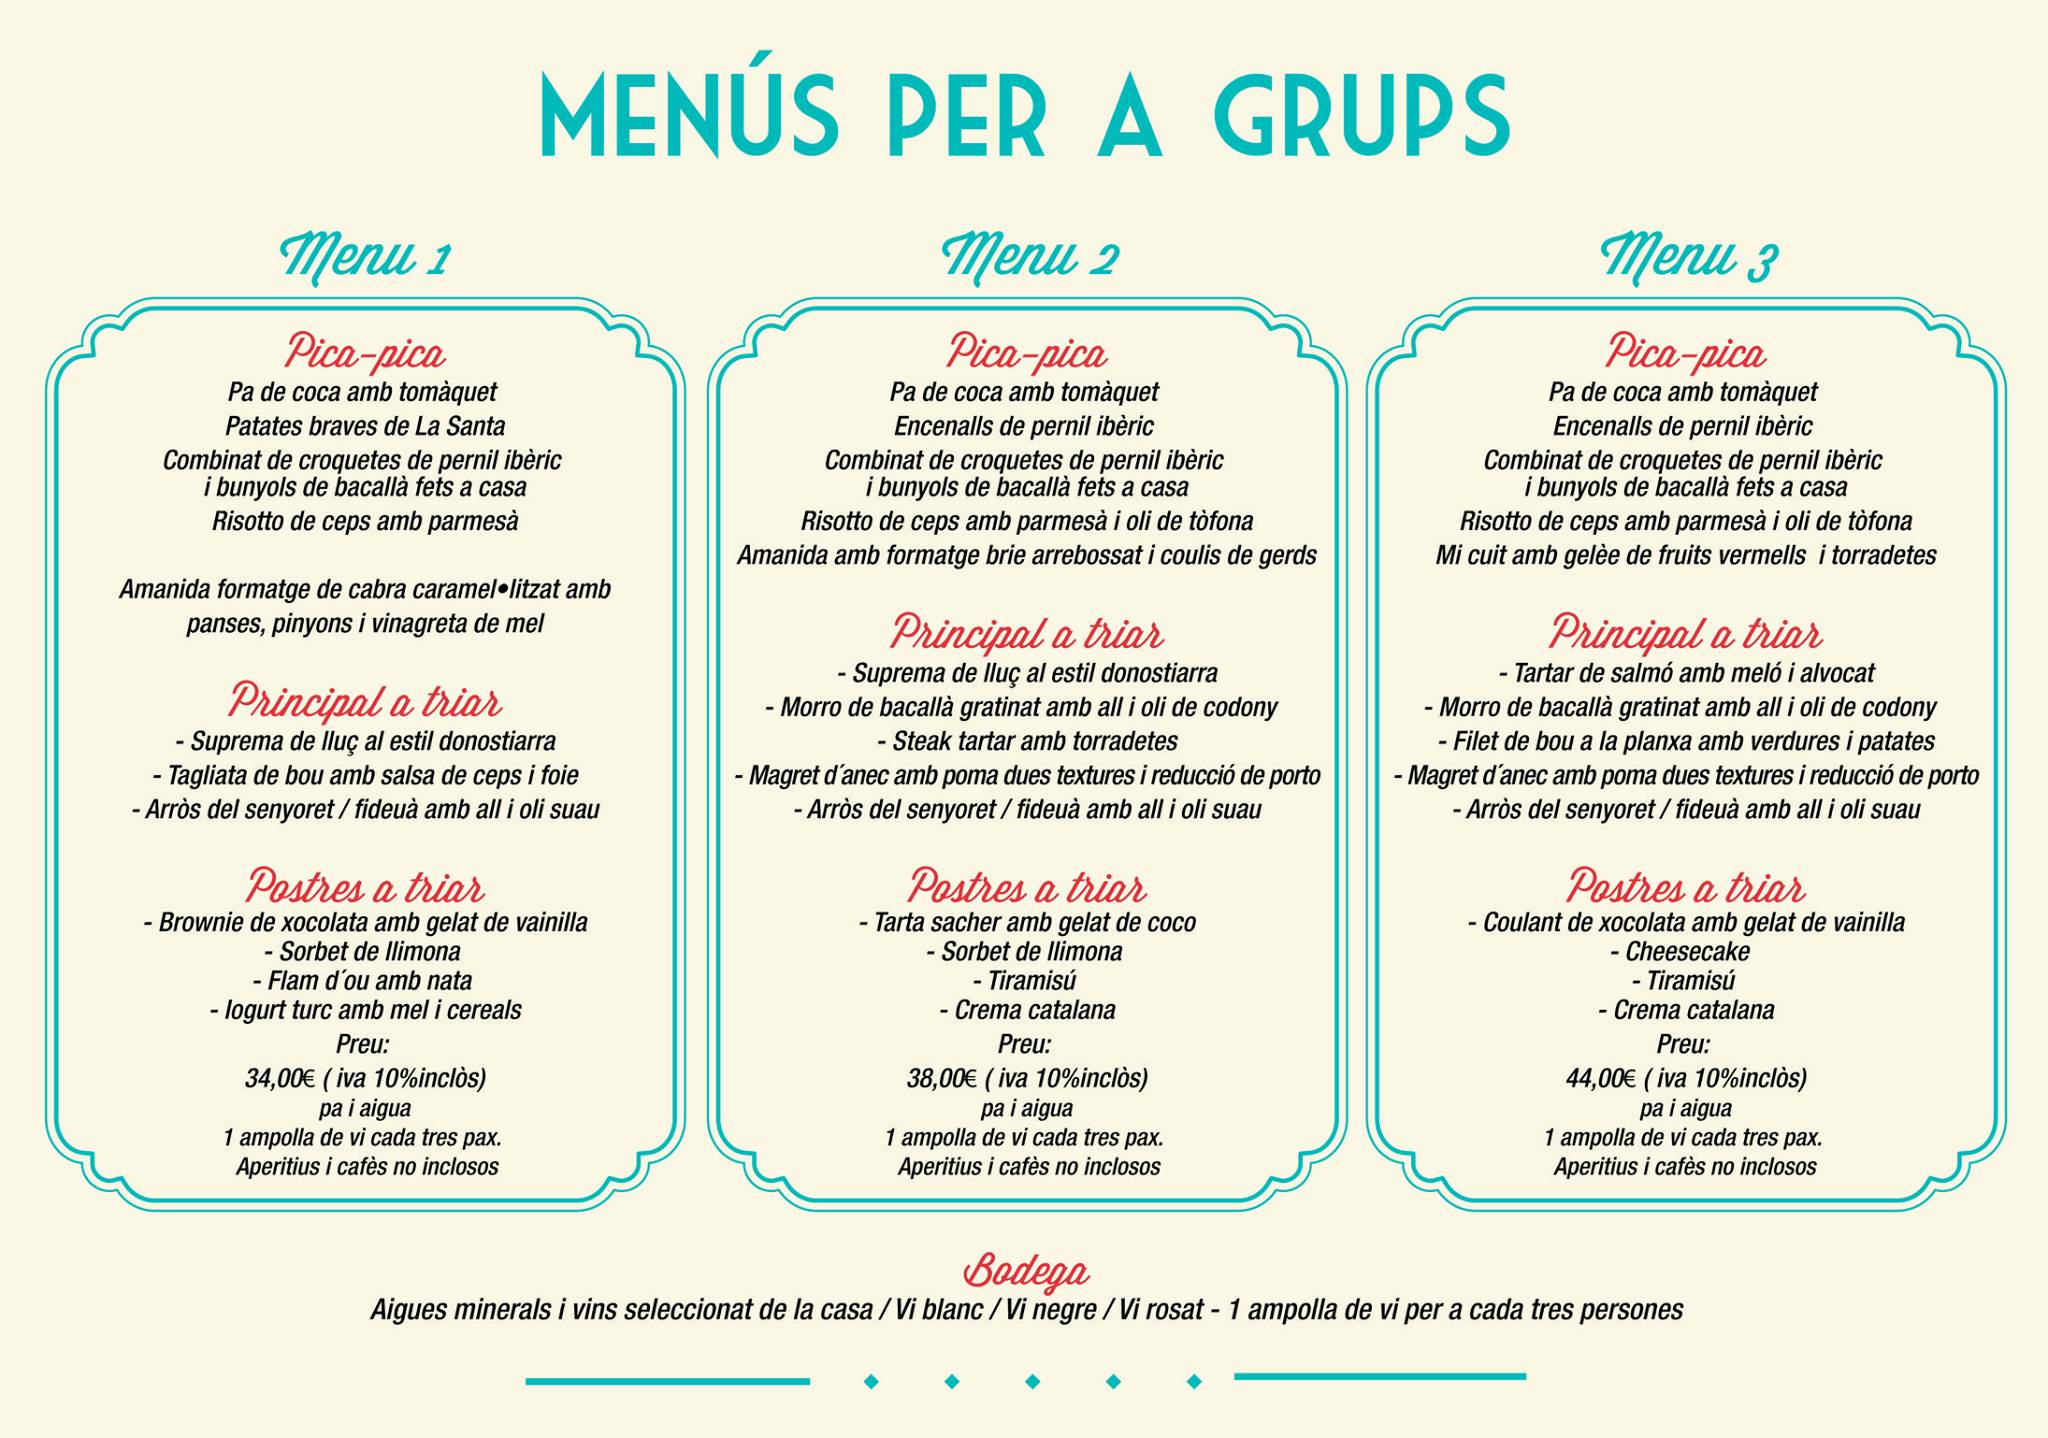 MENÚS PER A GRUPS
Menu 1
Pica-pica
Pa de coca amb tomàquet
Patates braves de La Santa
Combinat de croquetes de pernil ibèric
i bunyols de bacallà fets a casa
Risotto de ceps amb parmesà
Amanida formatge de cabra caramel•litzat amb
panses, pinyons i vinagreta de mel
Principal a triar
- Suprema de lluç al estil donostiarra
- Tagliata de bou amb salsa de ceps i foie
- Arròs del senyoret / fideuà amb all i oli suau
Postres a triar
- Brownie de xocolata amb gelat de vainilla
- Sorbet de llimona
- Flam d´ou amb nata
- Iogurt turc amb mel i cereals
Preu:
34,00€ ( iva 10%inclòs)
pa i aigua
1 ampolla de vi cada tres pax.
Aperitius i cafès no inclosos
Menu 2
Pica-pica
Pa de coca amb tomàquet
Encenalls de pernil ibèric
Combinat de croquetes de pernil ibèric
i bunyols de bacallà fets a casa
Risotto de ceps amb parmesà i oli de tòfona
Amanida amb formatge brie arrebossat i coulis de gerds
Principal a triar
- Suprema de lluç al estil donostiarra
- Morro de bacallà gratinat amb all i oli de codony
- Steak tartar amb torradetes
- Magret d´anec amb poma dues textures i reducció de porto
- Arròs del senyoret / fideuà amb all i oli suau
Postres a triar
- Tarta sacher amb gelat de coco
- Sorbet de llimona
- Tiramisú
- Crema catalana
Preu:
38,00€ ( iva 10%inclòs)
pa i aigua
1 ampolla de vi cada tres pax.
Aperitius i cafès no inclosos
Menu 3
Pica-pica
Pa de coca amb tomàquet
Encenalls de pernil ibèric
Combinat de croquetes de pernil ibèric
i bunyols de bacallà fets a casa
Risotto de ceps amb parmesà i oli de tòfona
Mi cuit amb gelèe de fruits vermells i torradetes
Principal a triar
- Tartar de salmó amb meló i alvocat
- Morro de bacallà gratinat amb all i oli de codony
- Filet de bou a la planxa amb verdures i patates
- Magret d´anec amb poma dues textures i reducció de porto
- Arròs del senyoret / fideuà amb all i oli suau
Postres a triar
- Coulant de xocolata amb gelat de vainilla
- Cheesecake
- Tiramisú
- Crema catalana
Preu:
44,00€ ( iva 10%inclòs)
pa i aigua
1 ampolla de vi cada tres pax.
Aperitius i cafès no inclosos
Bodega
Aigues minerals i vins seleccionat de la casa / Vi blanc / Vi negre / Vi rosat - 1 ampolla de vi per a cada tres persones